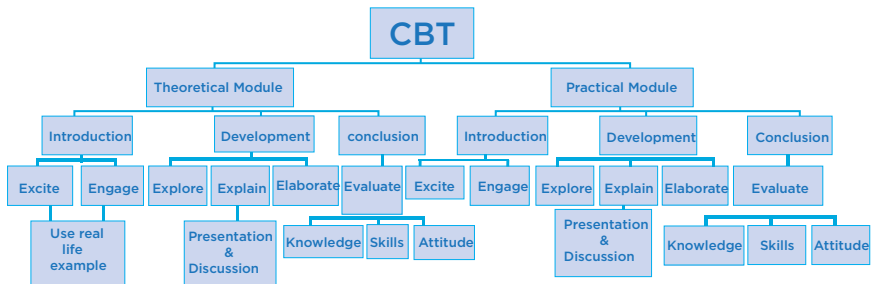 CBT
Theoretical Module
Practical Module
Introduction
Development
conclusion
Introduction
Development
Conclusion
Excite
Engage
Explore
Explain
Elaborate
Evaluate
Excite
Engage
Explore
Explain
Elaborate
Evaluate
Use real
life
example
Presentation
&
Discussion
Knowledge
Skills
Attitude
Presentation
&
Discussion
Knowledge
Skills
Attitude